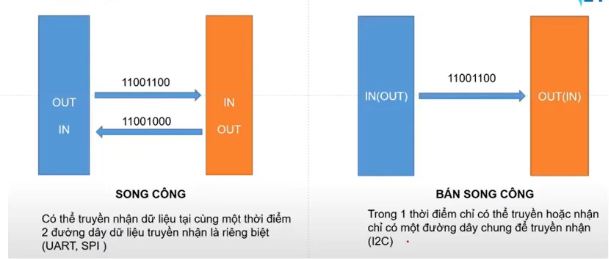 11001100
OUT
IN
IN
11001000
OUT
SONG CÔNG
Có thể truyền nhận dữ liệu tại cùng một thời điểm
2 đường dây dữ liệu truyền nhận là riêng biệt
(UART, SPI )
11001100
IN(OUT)
OUT(IN)
BÁN SONG CÔNG
Trong 1 thời điểm chỉ có thể truyền hoặc nhận
chỉ có một đường dây chung để truyền nhận
(I2C)